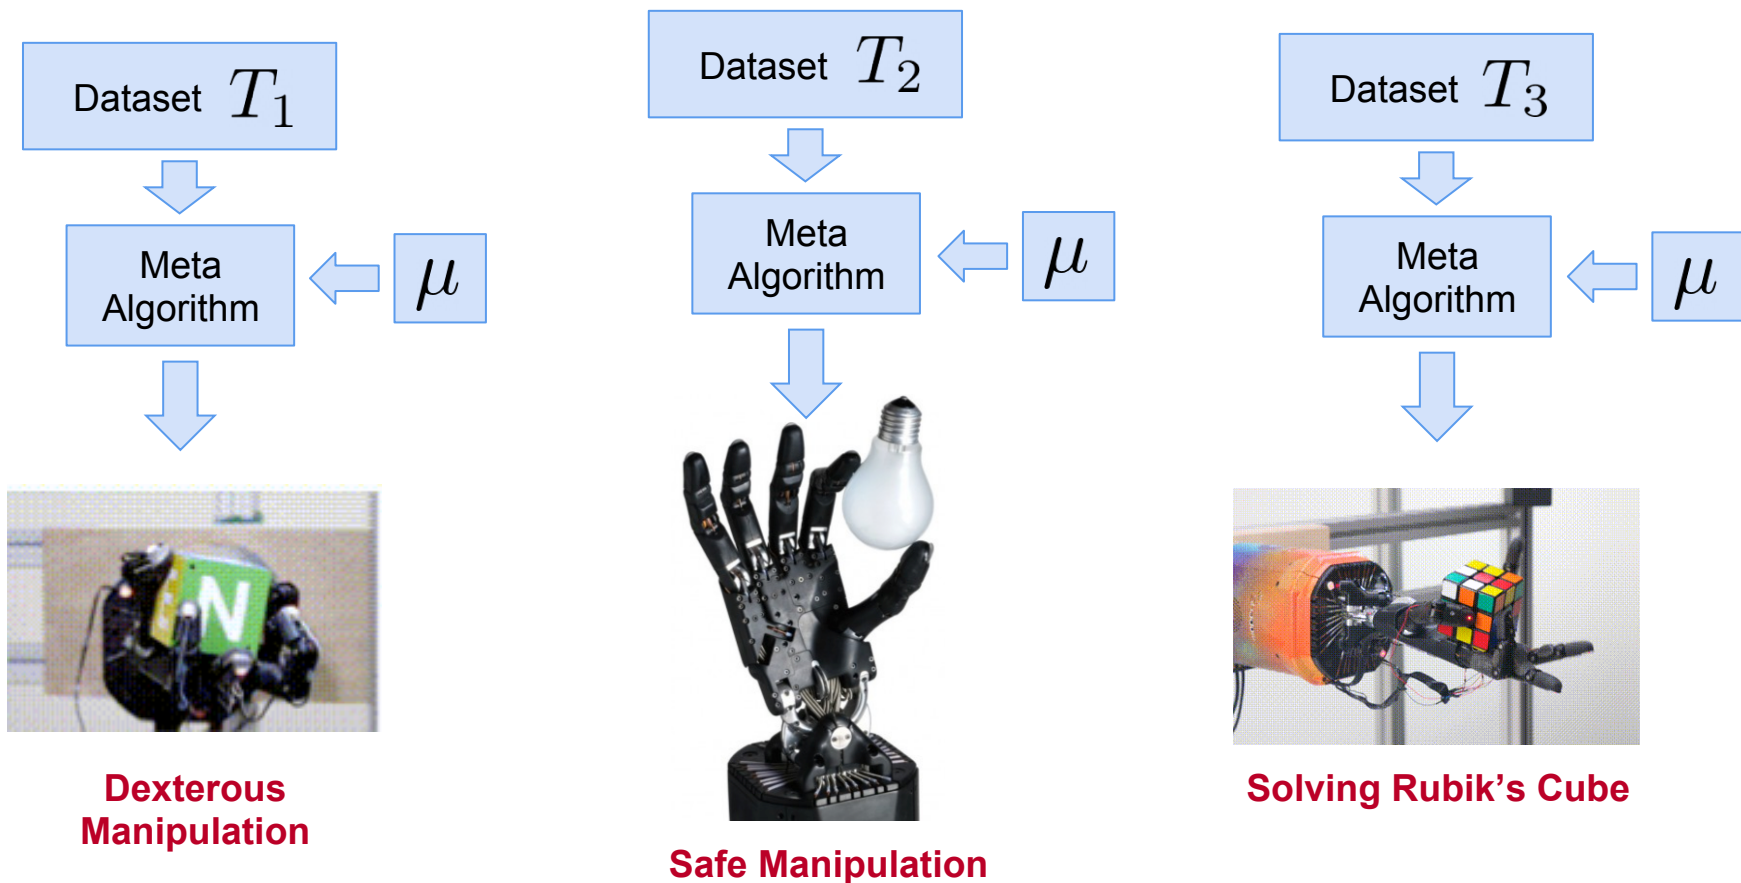 Dataset T₁
Meta
Algorithm
μ
N
Dexterous
Manipulation
Dataset T₂
Meta
Algorithm
μ
Safe Manipulation
Dataset T₃
Meta
Algorithm
μ
Solving Rubik’s Cube